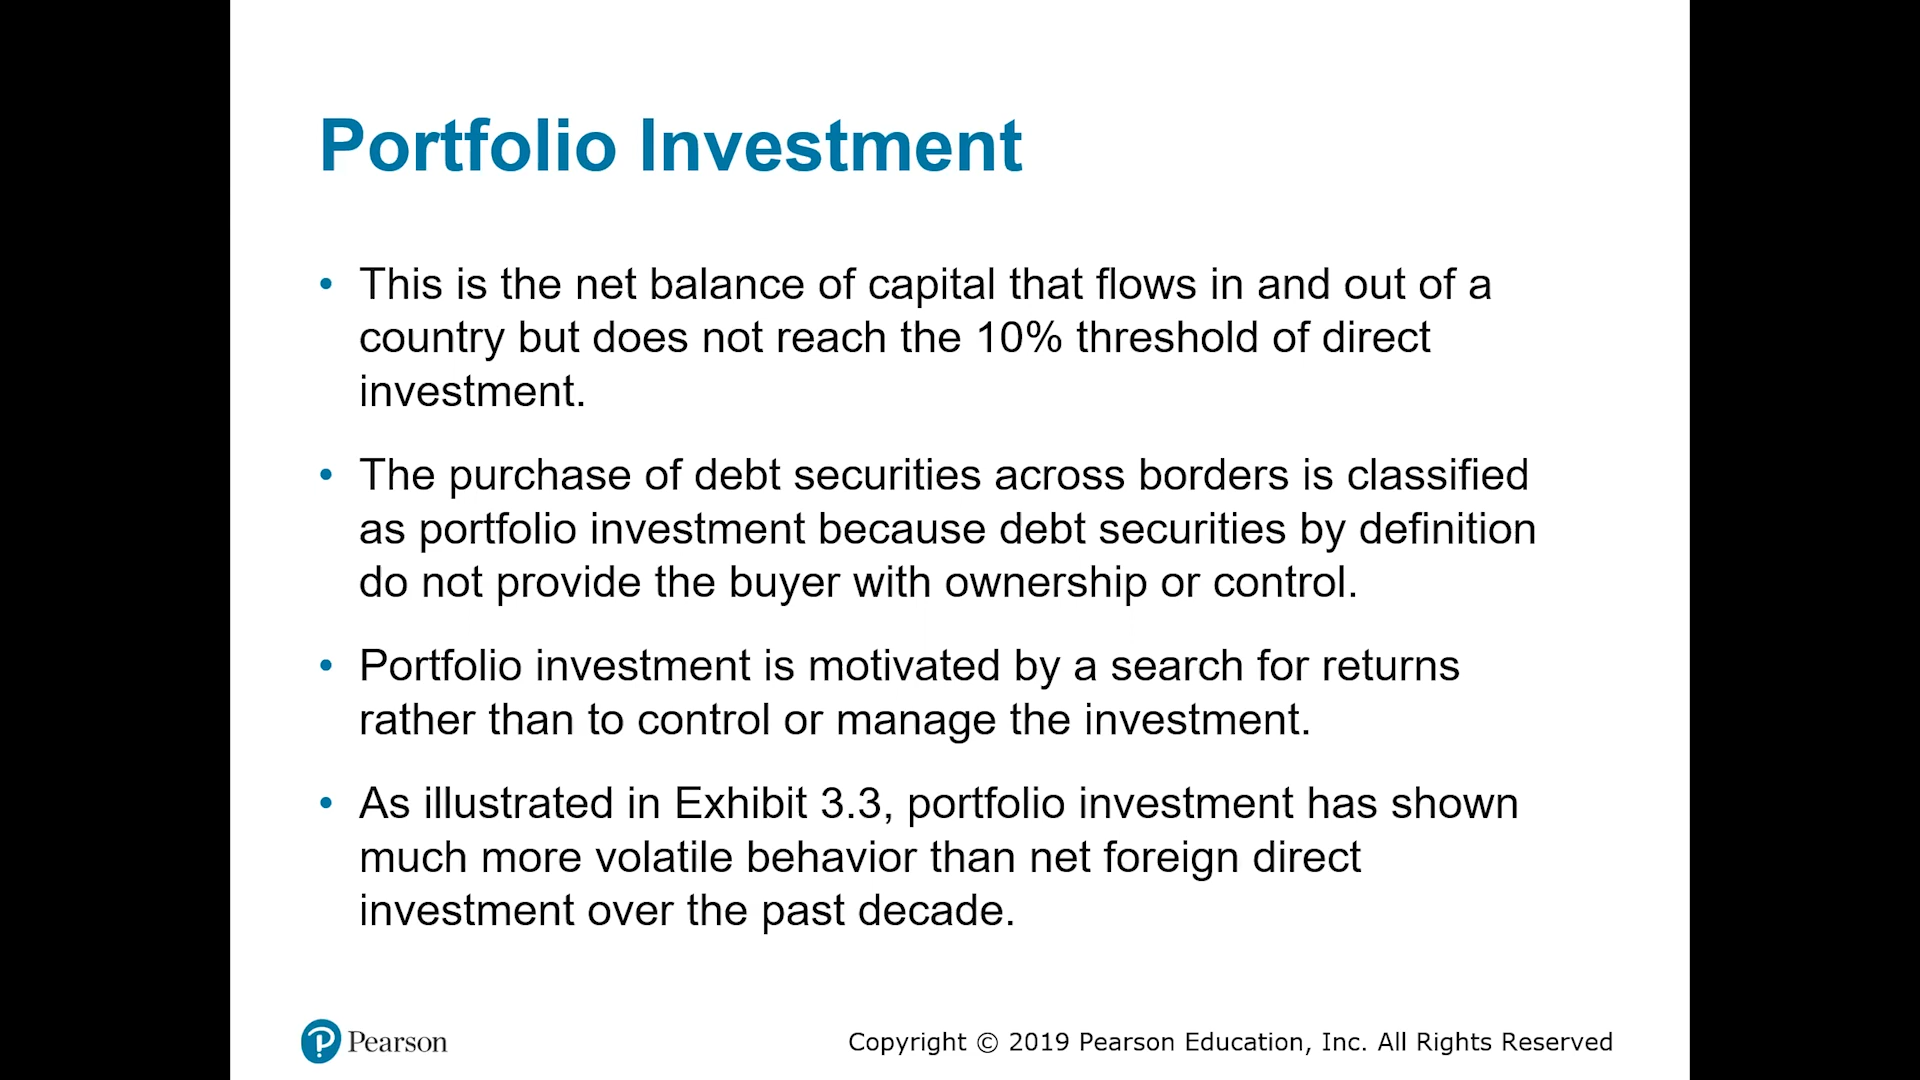 Portfolio Investment
• This is the net balance of capital that flows in and out of a
country but does not reach the 10% threshold of direct
investment.
• The purchase of debt securities across borders is classified
as portfolio investment because debt securities by definition
do not provide the buyer with ownership or control.
• Portfolio investment is motivated by a search for returns
rather than to control or manage the investment.
• As illustrated in Exhibit 3.3, portfolio investment has shown
much more volatile behavior than net foreign direct
investment over the past decade.
P Pearson
Copyright © 2019 Pearson Education, Inc. All Rights Reserved